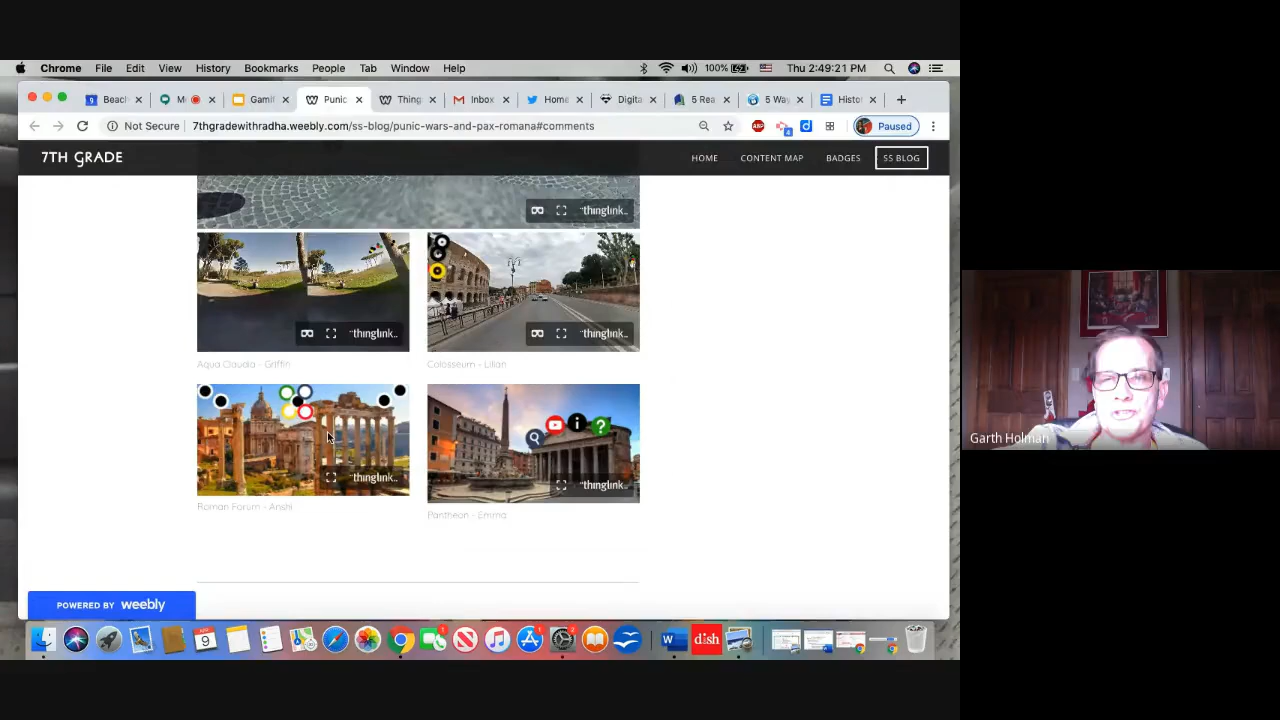 Chrome File Edit View History Bookmarks People Tab Window Help 100% Thu 2:49:21 PM
Beach Gamif Punic Thing Inbox Home Digita 5 Rea 5 Way Histor
Not Secure 7thgradewithradha.weebly.com/ss-blog/punic-wars-and-pax-romana#comments Paused
7TH GRADE HOME CONTENT MAP BADGES SS BLOG
thinglink..
thinglink.. thinglink..
Aqua Claudia - Griffin Colosseum - Lilian
thinglink.. thinglink..
Roman Forum - Anshi Pantheon - Emma
POWERED BY weebly
Garth Holman
dish